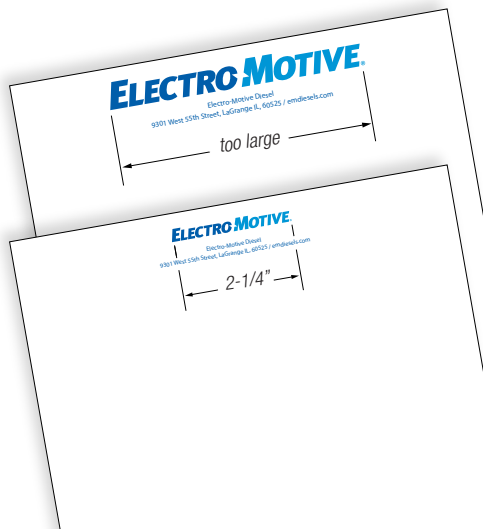 ELECTRO-MOTIVE®
Electro-Motive Diesel
9301 West 55th Street, LaGrange IL, 60525 / emdiesels.com
too large
ELECTRO-MOTIVE®
Electro-Motive Diesel
9301 West 55th Street, LaGrange IL, 60525 / emdiesels.com
2-1/4"